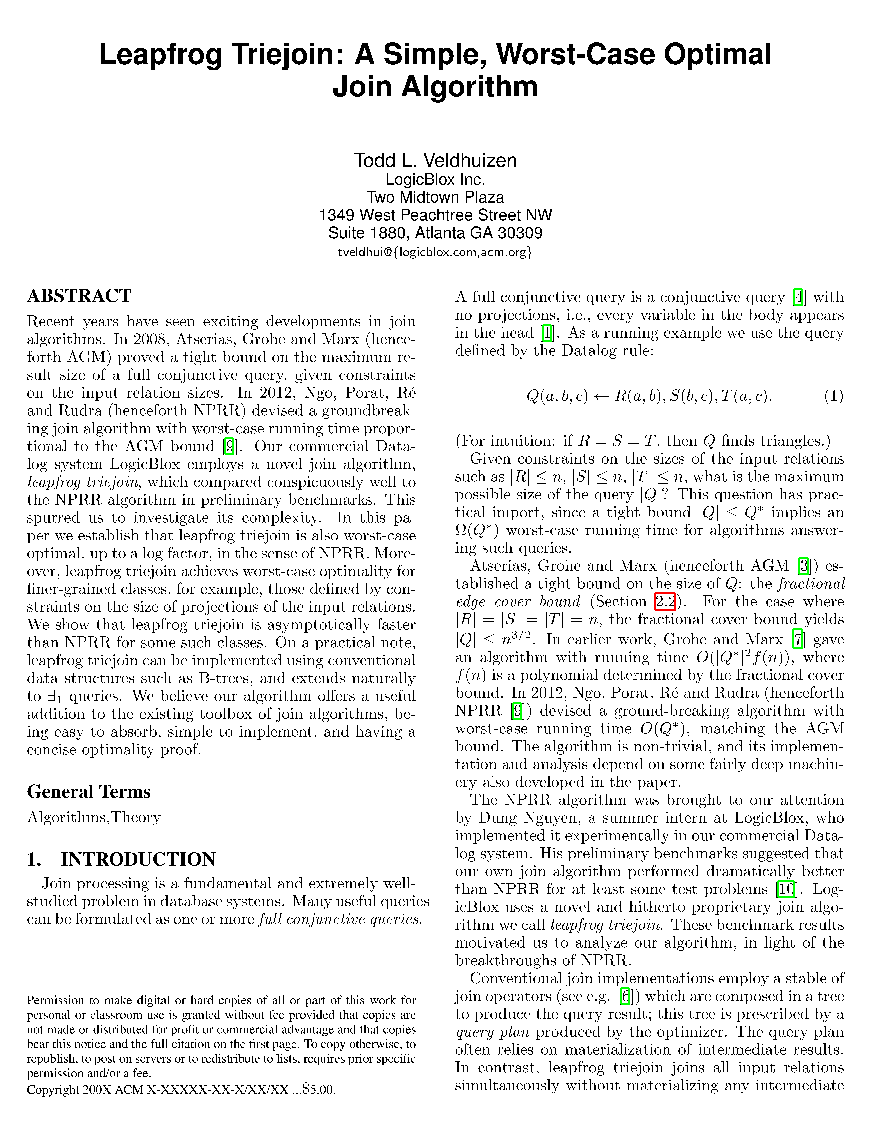 Leapfrog Triejoin: A Simple, Worst-Case Optimal
Join Algorithm
Todd L. Veldhuizen
LogicBlox Inc.
Two Midtown Plaza
1349 West Peachtree Street NW
Suite 1880, Atlanta GA 30309
tveldhui@{logicblox.com,acm.org}
ABSTRACT
Recent years have seen exciting developments in join
algorithms. In 2008, Atserias, Grohe and Marx (hence-
forth AGM) proved a tight bound on the maximum re-
sult size of a full conjunctive query, given constraints
on the input relation sizes. In 2012, Ngo, Porat, Ré
and Rudra (henceforth NPRR) devised a groundbreak-
ing join algorithm with worst-case running time propor-
tional to the AGM bound [9]. Our commercial Data-
log system LogicBlox employs a novel join algorithm,
leapfrog triejoin, which compared conspicuously well to
the NPRR algorithm in preliminary benchmarks. This
spurred us to investigate its complexity. In this pa-
per we establish that leapfrog triejoin is also worst-case
optimal, up to a log factor, in the sense of NPRR. More-
over, leapfrog triejoin achieves worst-case optimality for
finer-grained classes, for example, those defined by con-
straints on the size of projections of the input relations.
We show that leapfrog triejoin is asymptotically faster
than NPRR for some such classes. On a practical note,
leapfrog triejoin can be implemented using conventional
data structures such as B-trees, and extends naturally
to ∃₁ queries. We believe our algorithm offers a useful
addition to the existing toolbox of join algorithms, be-
ing easy to absorb, simple to implement, and having a
concise optimality proof.
General Terms
Algorithms,Theory
1. INTRODUCTION
Join processing is a fundamental and extremely well-
studied problem in database systems. Many useful queries
can be formulated as one or more full conjunctive queries.
Permission to make digital or hard copies of all or part of this work for
personal or classroom use is granted without fee provided that copies are
not made or distributed for profit or commercial advantage and that copies
bear this notice and the full citation on the first page. To copy otherwise, to
republish, to post on servers or to redistribute to lists, requires prior specific
permission and/or a fee.
Copyright 200X ACM X-XXXXX-XX-X/XX/XX ...$5.00.
A full conjunctive query is a conjunctive query [4] with
no projections, i.e., every variable in the body appears
in the head [1]. As a running example we use the query
defined by the Datalog rule:
Q(a, b, c) ← R(a, b), S(b, c), T(a, c). (1)
(For intuition: if R = S = T, then Q finds triangles.)
Given constraints on the sizes of the input relations
such as |R| ≤ n, |S| ≤ n, |T| ≤ n, what is the maximum
possible size of the query |Q|? This question has prac-
tical import, since a tight bound |Q| ≤ Q* implies an
Ω(Q*) worst-case running time for algorithms answer-
ing such queries.
Atserias, Grohe and Marx (henceforth AGM [3]) es-
tablished a tight bound on the size of Q: the fractional
edge cover bound (Section 2.2). For the case where
|R| = |S| = |T| = n, the fractional cover bound yields
|Q| ≤ n^{3/2}. In earlier work, Grohe and Marx [7] gave
an algorithm with running time O(|Q*|²f(n)), where
f(n) is a polynomial determined by the fractional cover
bound. In 2012, Ngo, Porat, Ré and Rudra (henceforth
NPRR [9]) devised a ground-breaking algorithm with
worst-case running time O(Q*), matching the AGM
bound. The algorithm is non-trivial, and its implemen-
tation and analysis depend on some fairly deep machin-
ery also developed in the paper.
The NPRR algorithm was brought to our attention
by Dung Nguyen, a summer intern at LogicBlox, who
implemented it experimentally in our commercial Data-
log system. His preliminary benchmarks suggested that
our own join algorithm performed dramatically better
than NPRR for at least some test problems [10]. Log-
icBlox uses a novel and hitherto proprietary join algo-
rithm we call leapfrog triejoin. These benchmark results
motivated us to analyze our algorithm, in light of the
breakthroughs of NPRR.
Conventional join implementations employ a stable of
join operators (see e.g. [6]) which are composed in a tree
to produce the query result; this tree is prescribed by a
query plan produced by the optimizer. The query plan
often relies on materialization of intermediate results.
In contrast, leapfrog triejoin joins all input relations
simultaneously without materializing any intermediate